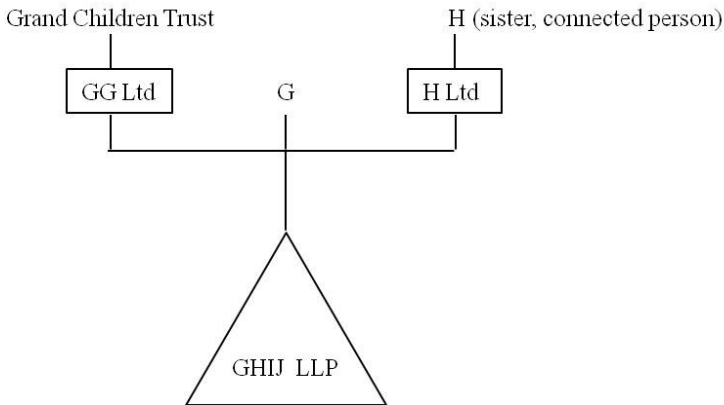 Grand Children Trust
H (sister, connected person)
GG Ltd
G
H Ltd
GHIJ LLP